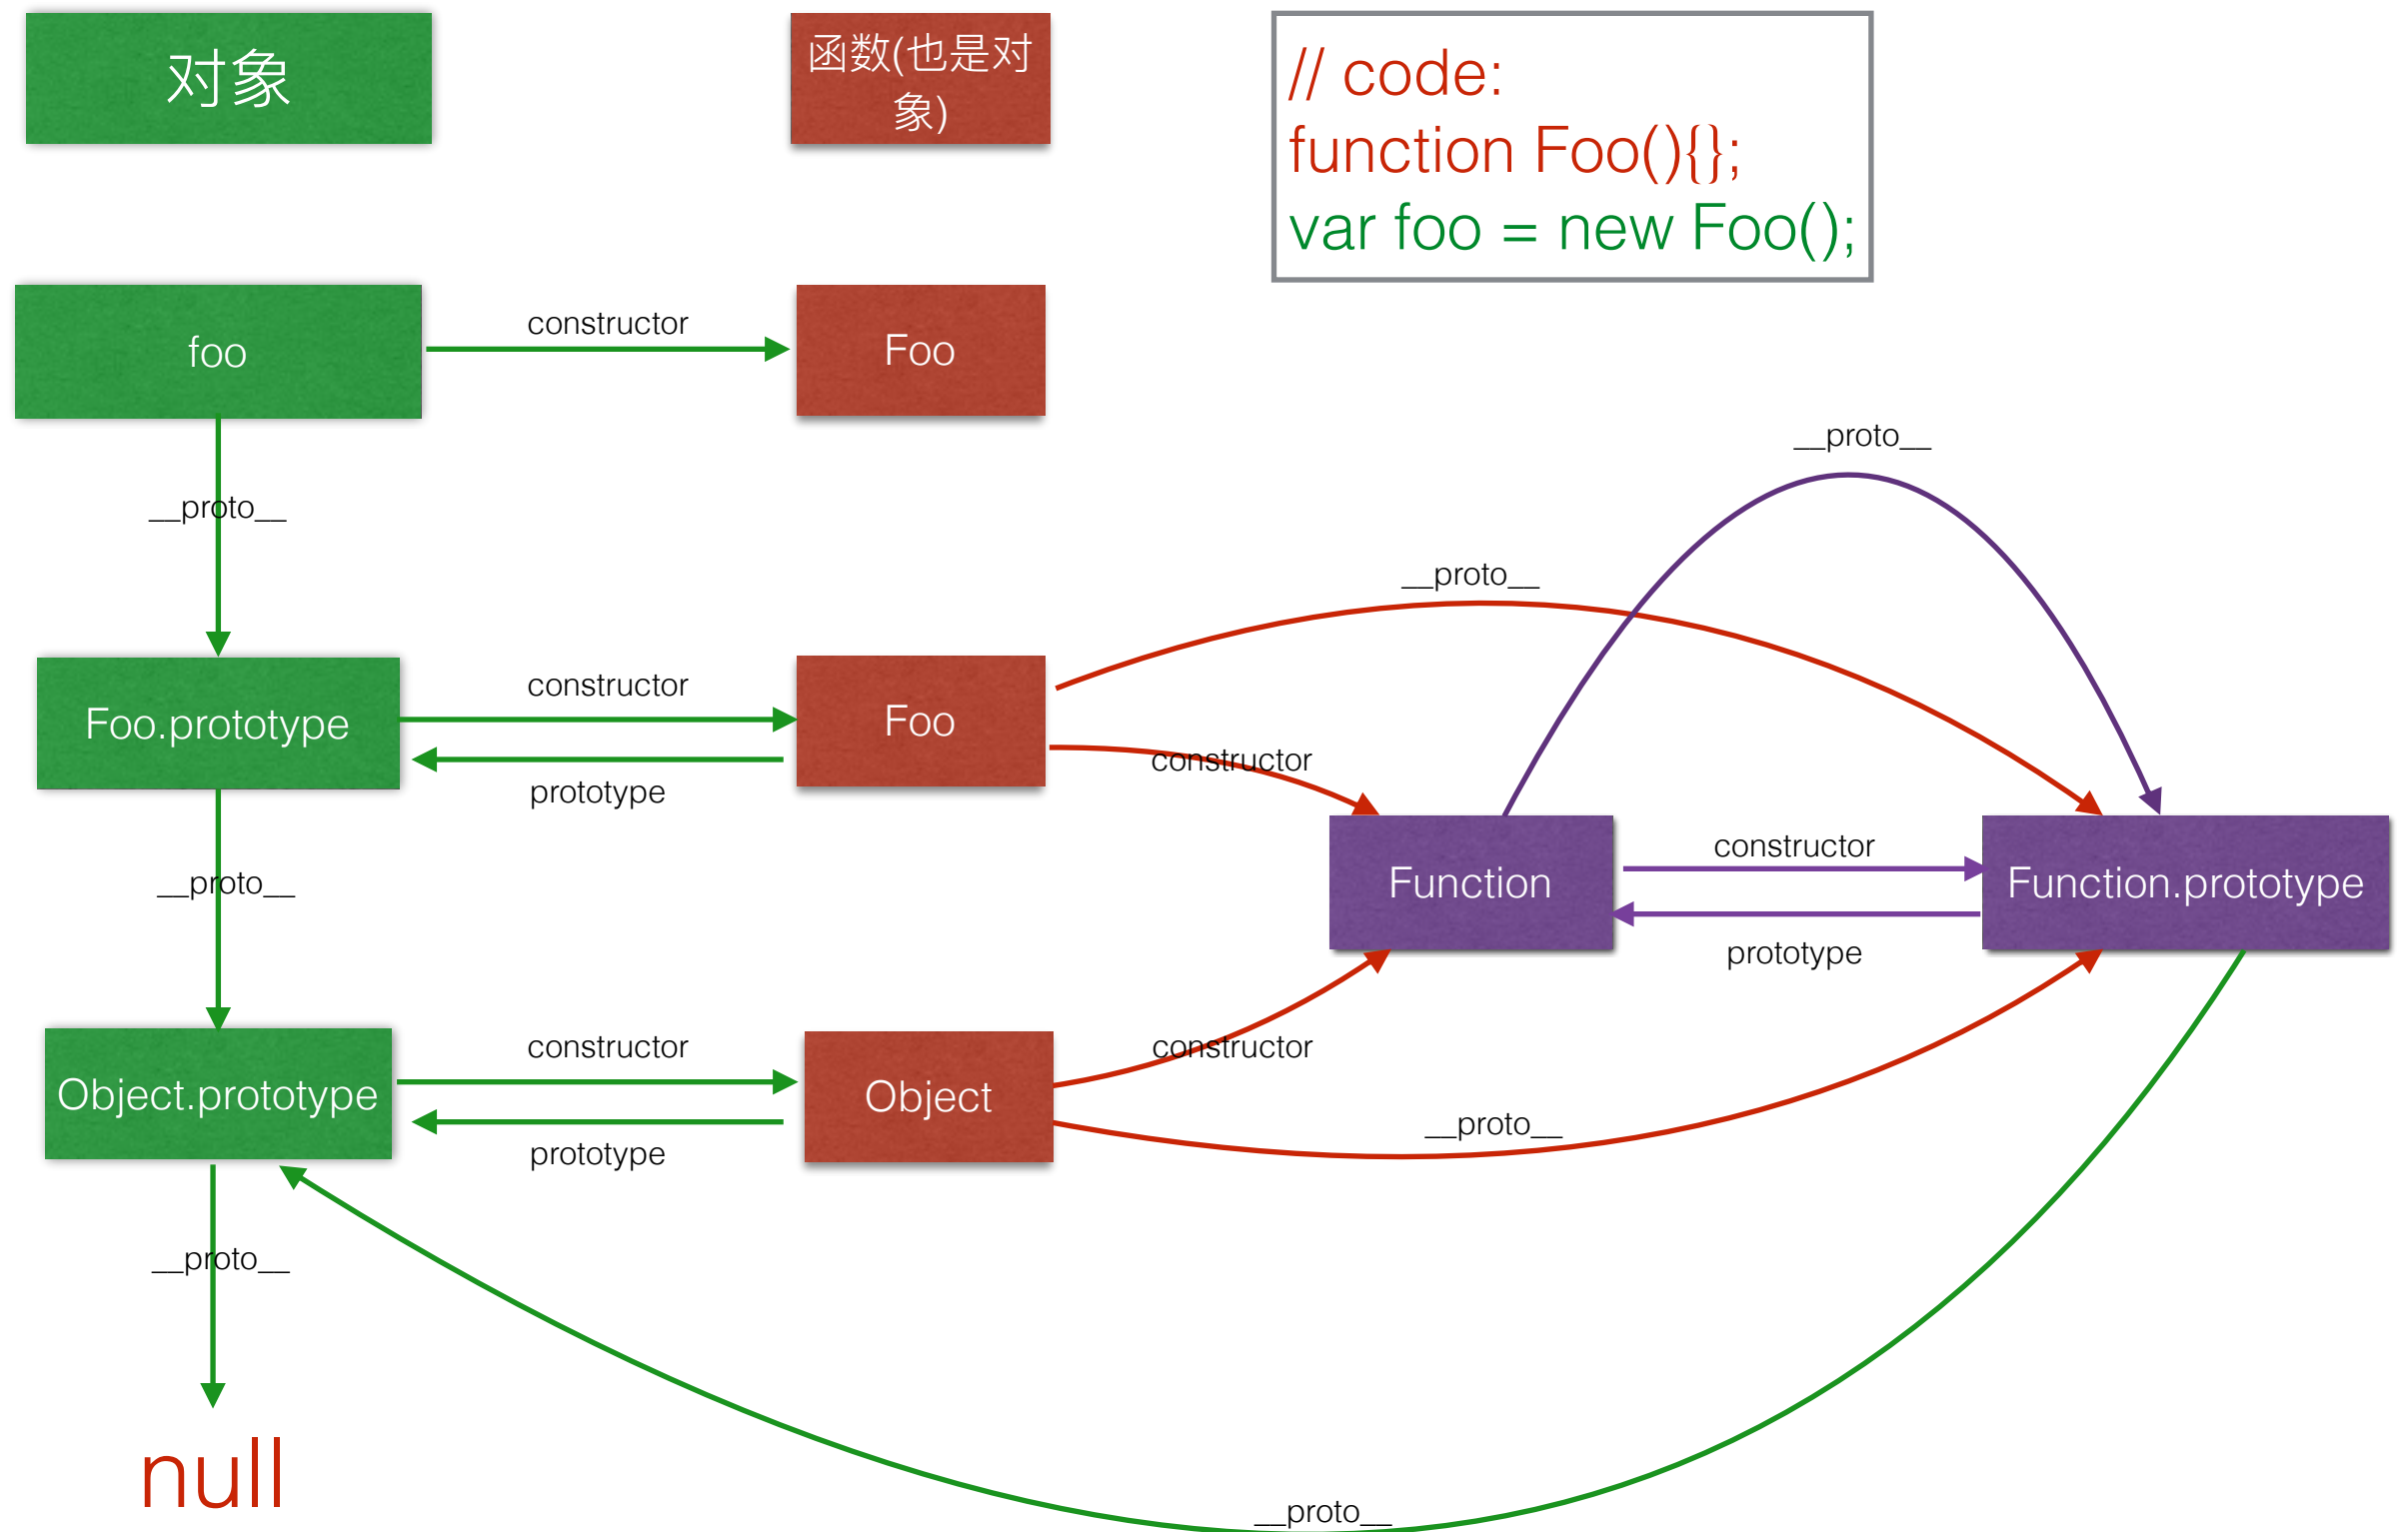 对象
函数(也是对
象)
// code:
function Foo(){};
var foo = new Foo();
foo
constructor
Foo
__proto__
__proto__
__proto__
Foo.prototype
constructor
prototype
Foo
constructor
Function
constructor
prototype
Function.prototype
__proto__
Object.prototype
constructor
prototype
Object
constructor
__proto__
__proto__
null
__proto__